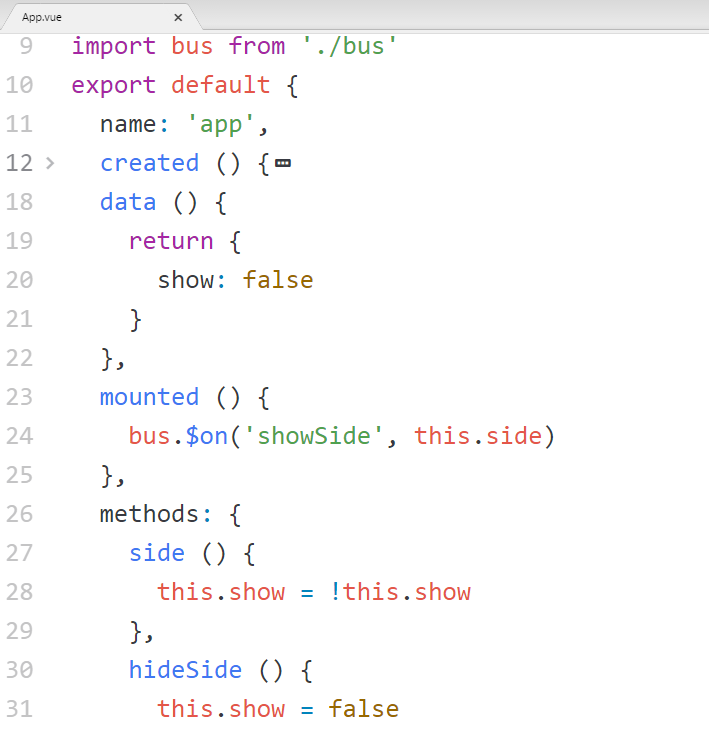 App.vue ×
9 import bus from './bus'
10 export default {
11 name: 'app',
12 > created () {…
18 data () {
19 return {
20 show: false
21 }
22 },
23 mounted () {
24 bus.$on('showSide', this.side)
25 },
26 methods: {
27 side () {
28 this.show = !this.show
29 },
30 hideSide () {
31 this.show = false